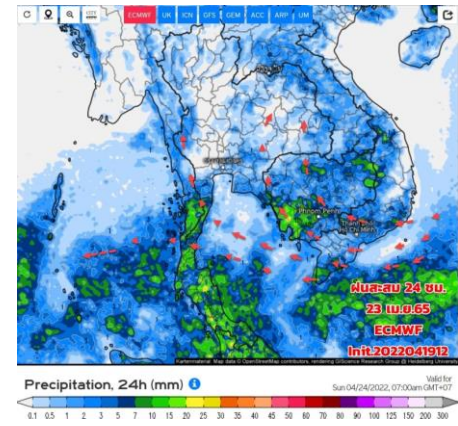 ECMWF UK ICN GFS GEM ACC ARP UM
Phnom Penh
ฝนสะสม 24 ชม.
23 เม.ย.65
ECMWF
init.2022041912
Kartenmaterial: Map data © OpenStreetMap contributors, rendering GIScience Research Group @ Heidelberg University
Precipitation, 24h (mm)
Valid for
Sun 04/24/2022, 07:00am GMT+07
0.1 0.5 1 2 3 5 7 10 15 20 25 30 35 40 45 50 60 70 80 90 100 125 150 200 300